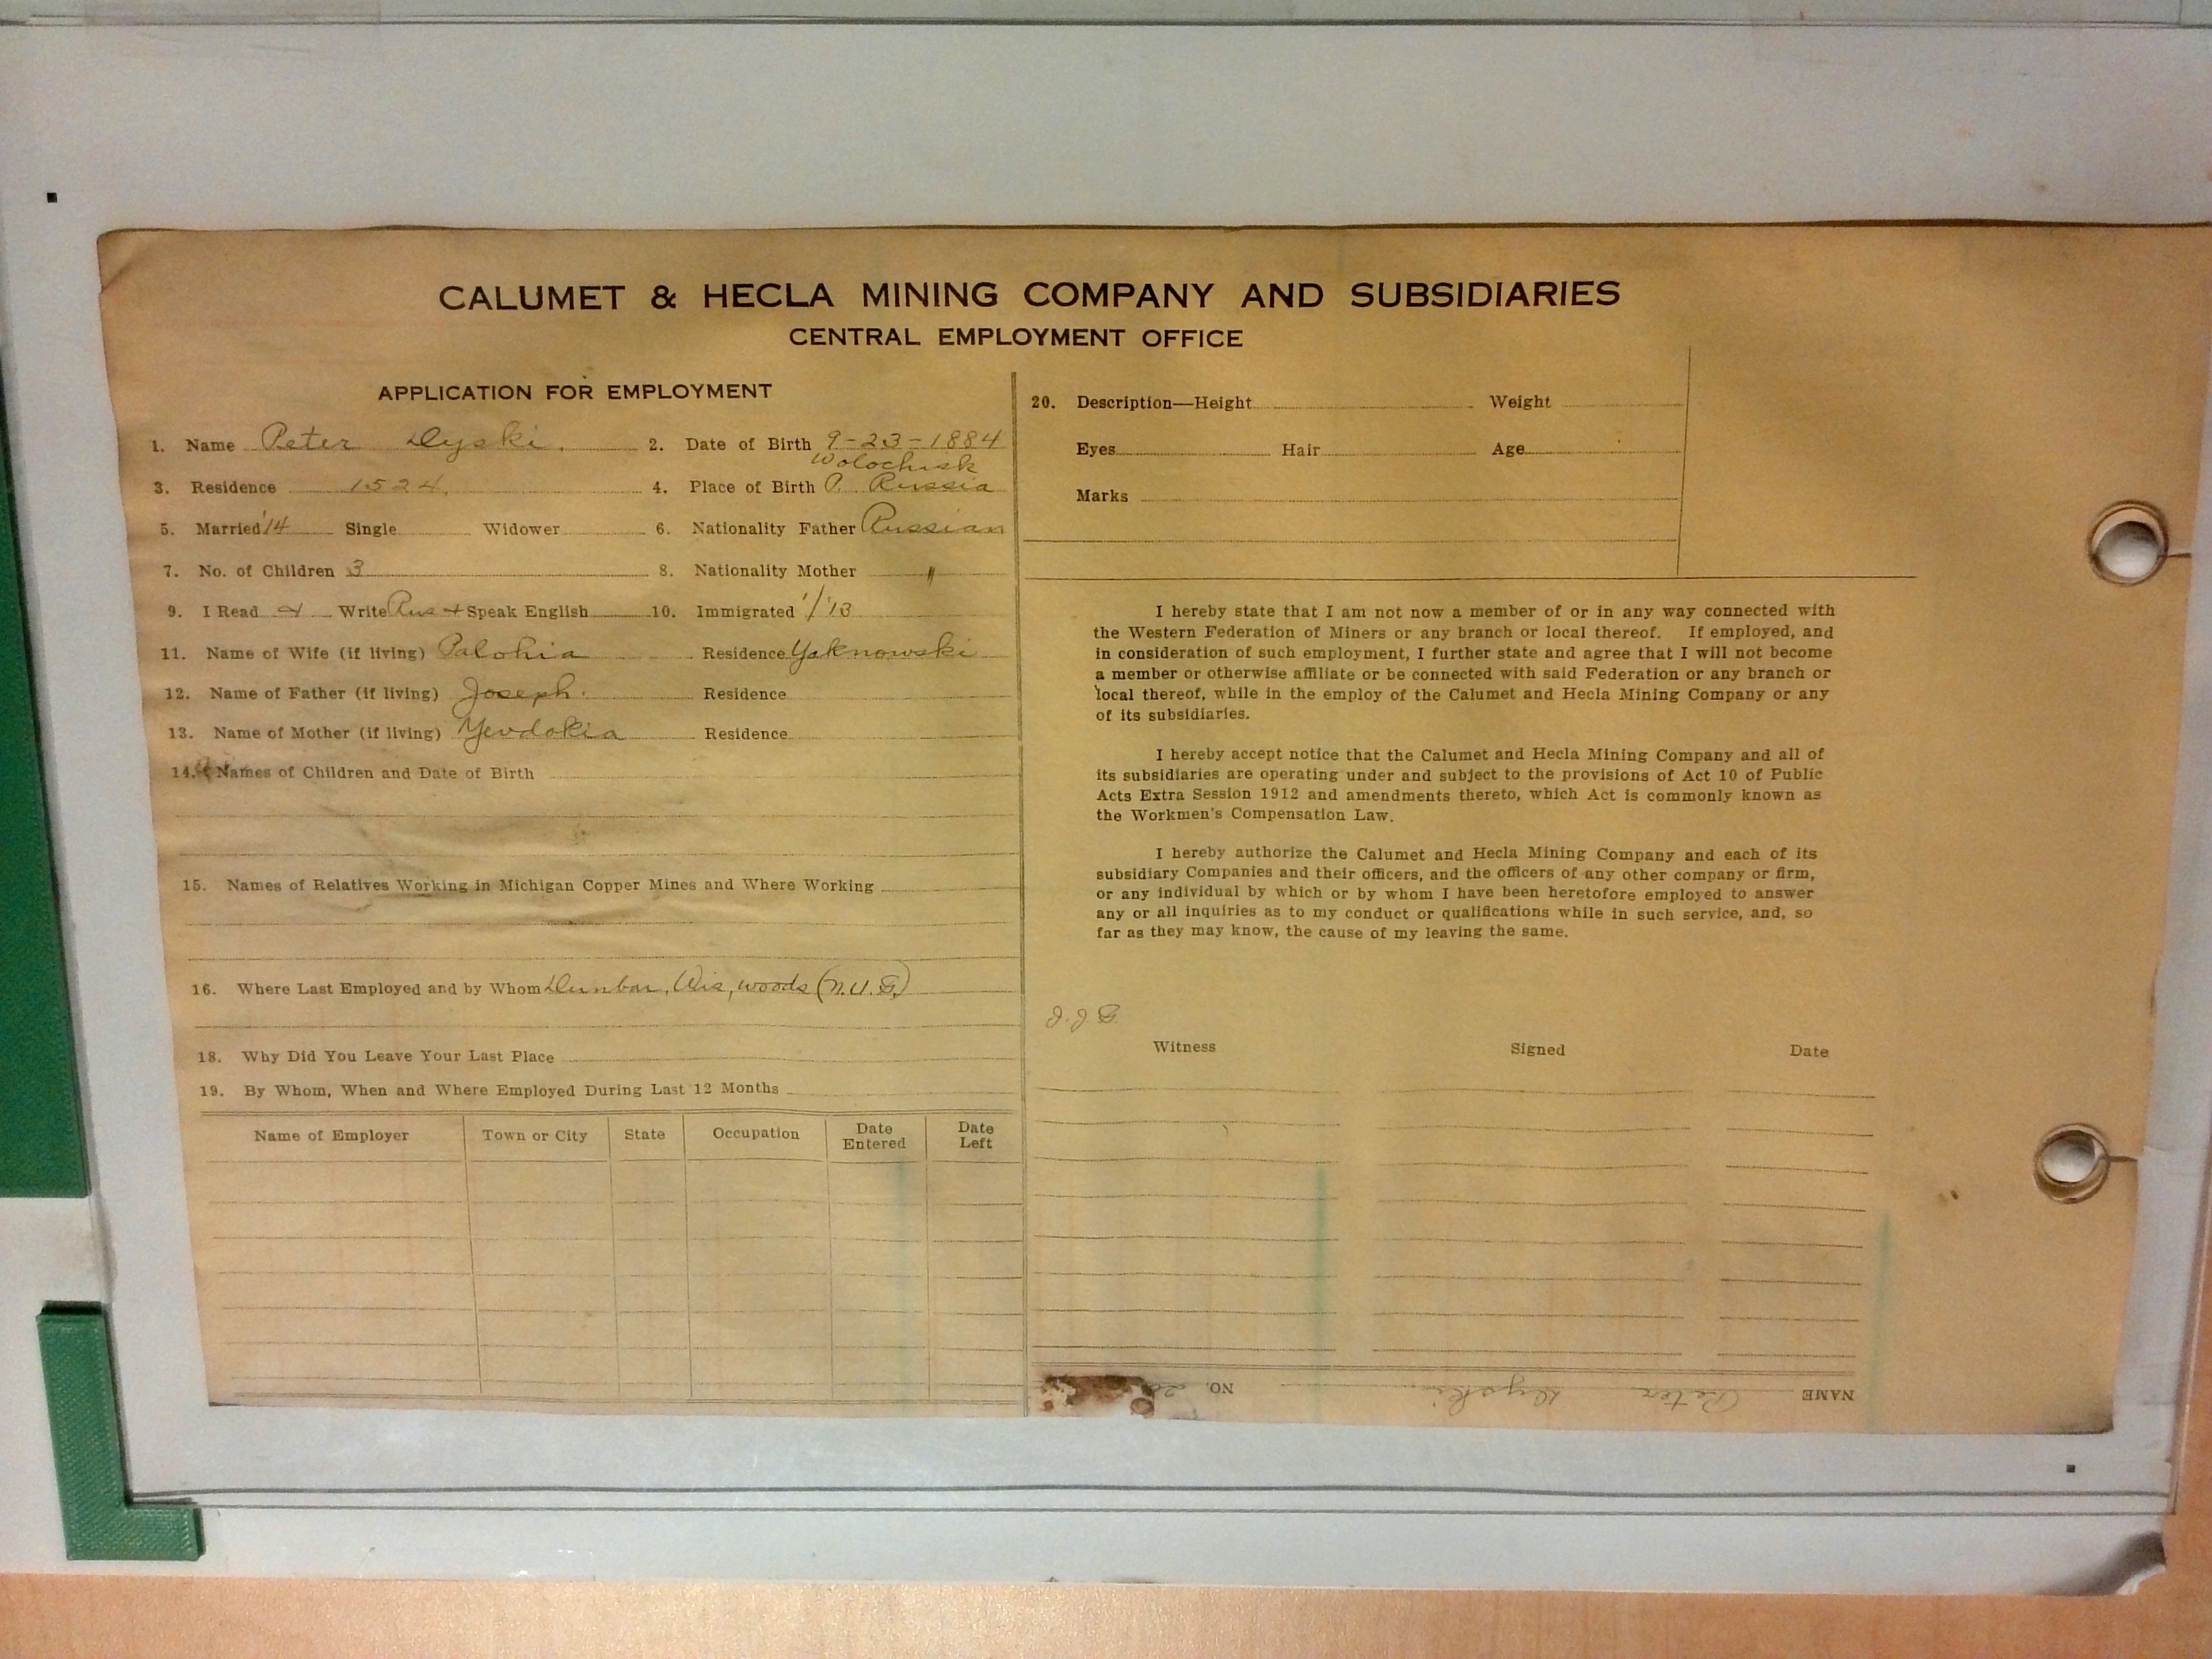 CALUMET & HECLA MINING COMPANY AND SUBSIDIARIES
CENTRAL EMPLOYMENT OFFICE
APPLICATION FOR EMPLOYMENT
1. Name Peter Dyski. 2. Date of Birth 9-23-1884
Wolochisk
3. Residence 1524. 4. Place of Birth P. Russia
5. Married '14 Single Widower 6. Nationality Father Russian
7. No. of Children 3 8. Nationality Mother "
9. I Read & Write Rus + Speak English 10. Immigrated '/'13
11. Name of Wife (if living) Palohia Residence Yaknowski
12. Name of Father (if living) Joseph. Residence
13. Name of Mother (if living) Yevdokia Residence
14. Names of Children and Date of Birth
15. Names of Relatives Working in Michigan Copper Mines and Where Working
16. Where Last Employed and by Whom Dunbar, Wis, woods (N.U.G.)
18. Why Did You Leave Your Last Place
19. By Whom, When and Where Employed During Last 12 Months
Name of Employer Town or City State Occupation Date Entered Date Left
20. Description—Height Weight
Eyes Hair Age
Marks
I hereby state that I am not now a member of or in any way connected with
the Western Federation of Miners or any branch or local thereof. If employed, and
in consideration of such employment, I further state and agree that I will not become
a member or otherwise affiliate or be connected with said Federation or any branch or
local thereof, while in the employ of the Calumet and Hecla Mining Company or any
of its subsidiaries.
I hereby accept notice that the Calumet and Hecla Mining Company and all of
its subsidiaries are operating under and subject to the provisions of Act 10 of Public
Acts Extra Session 1912 and amendments thereto, which Act is commonly known as
the Workmen's Compensation Law.
I hereby authorize the Calumet and Hecla Mining Company and each of its
subsidiary Companies and their officers, and the officers of any other company or firm,
or any individual by which or by whom I have been heretofore employed to answer
any or all inquiries as to my conduct or qualifications while in such service, and, so
far as they may know, the cause of my leaving the same.
J.J.G.
Witness Signed Date
NAME Peter Dyski. NO.